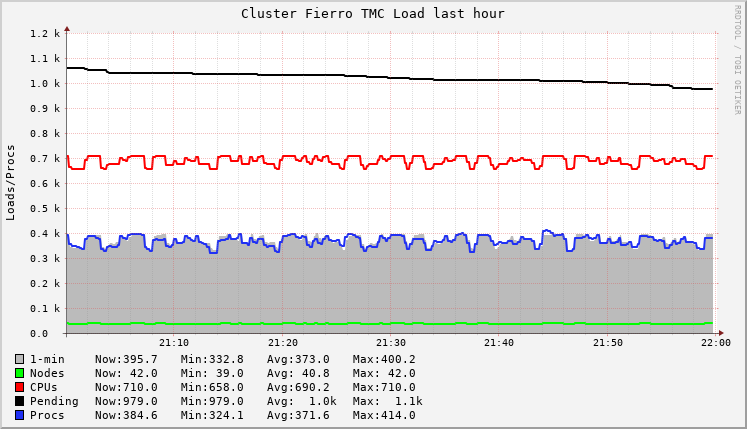 Cluster Fierro TMC Load last hour
RRDTOOL / TOBI OETIKER
Loads/Procs
1.2 k
1.1 k
1.0 k
0.9 k
0.8 k
0.7 k
0.6 k
0.5 k
0.4 k
0.3 k
0.2 k
0.1 k
0.0
21:10 21:20 21:30 21:40 21:50 22:00
1-min Now:395.7 Min:332.8 Avg:373.0 Max:400.2
Nodes Now: 42.0 Min: 39.0 Avg: 40.8 Max: 42.0
CPUs Now:710.0 Min:658.0 Avg:690.2 Max:710.0
Pending Now:979.0 Min:979.0 Avg: 1.0k Max: 1.1k
Procs Now:384.6 Min:324.1 Avg:371.6 Max:414.0